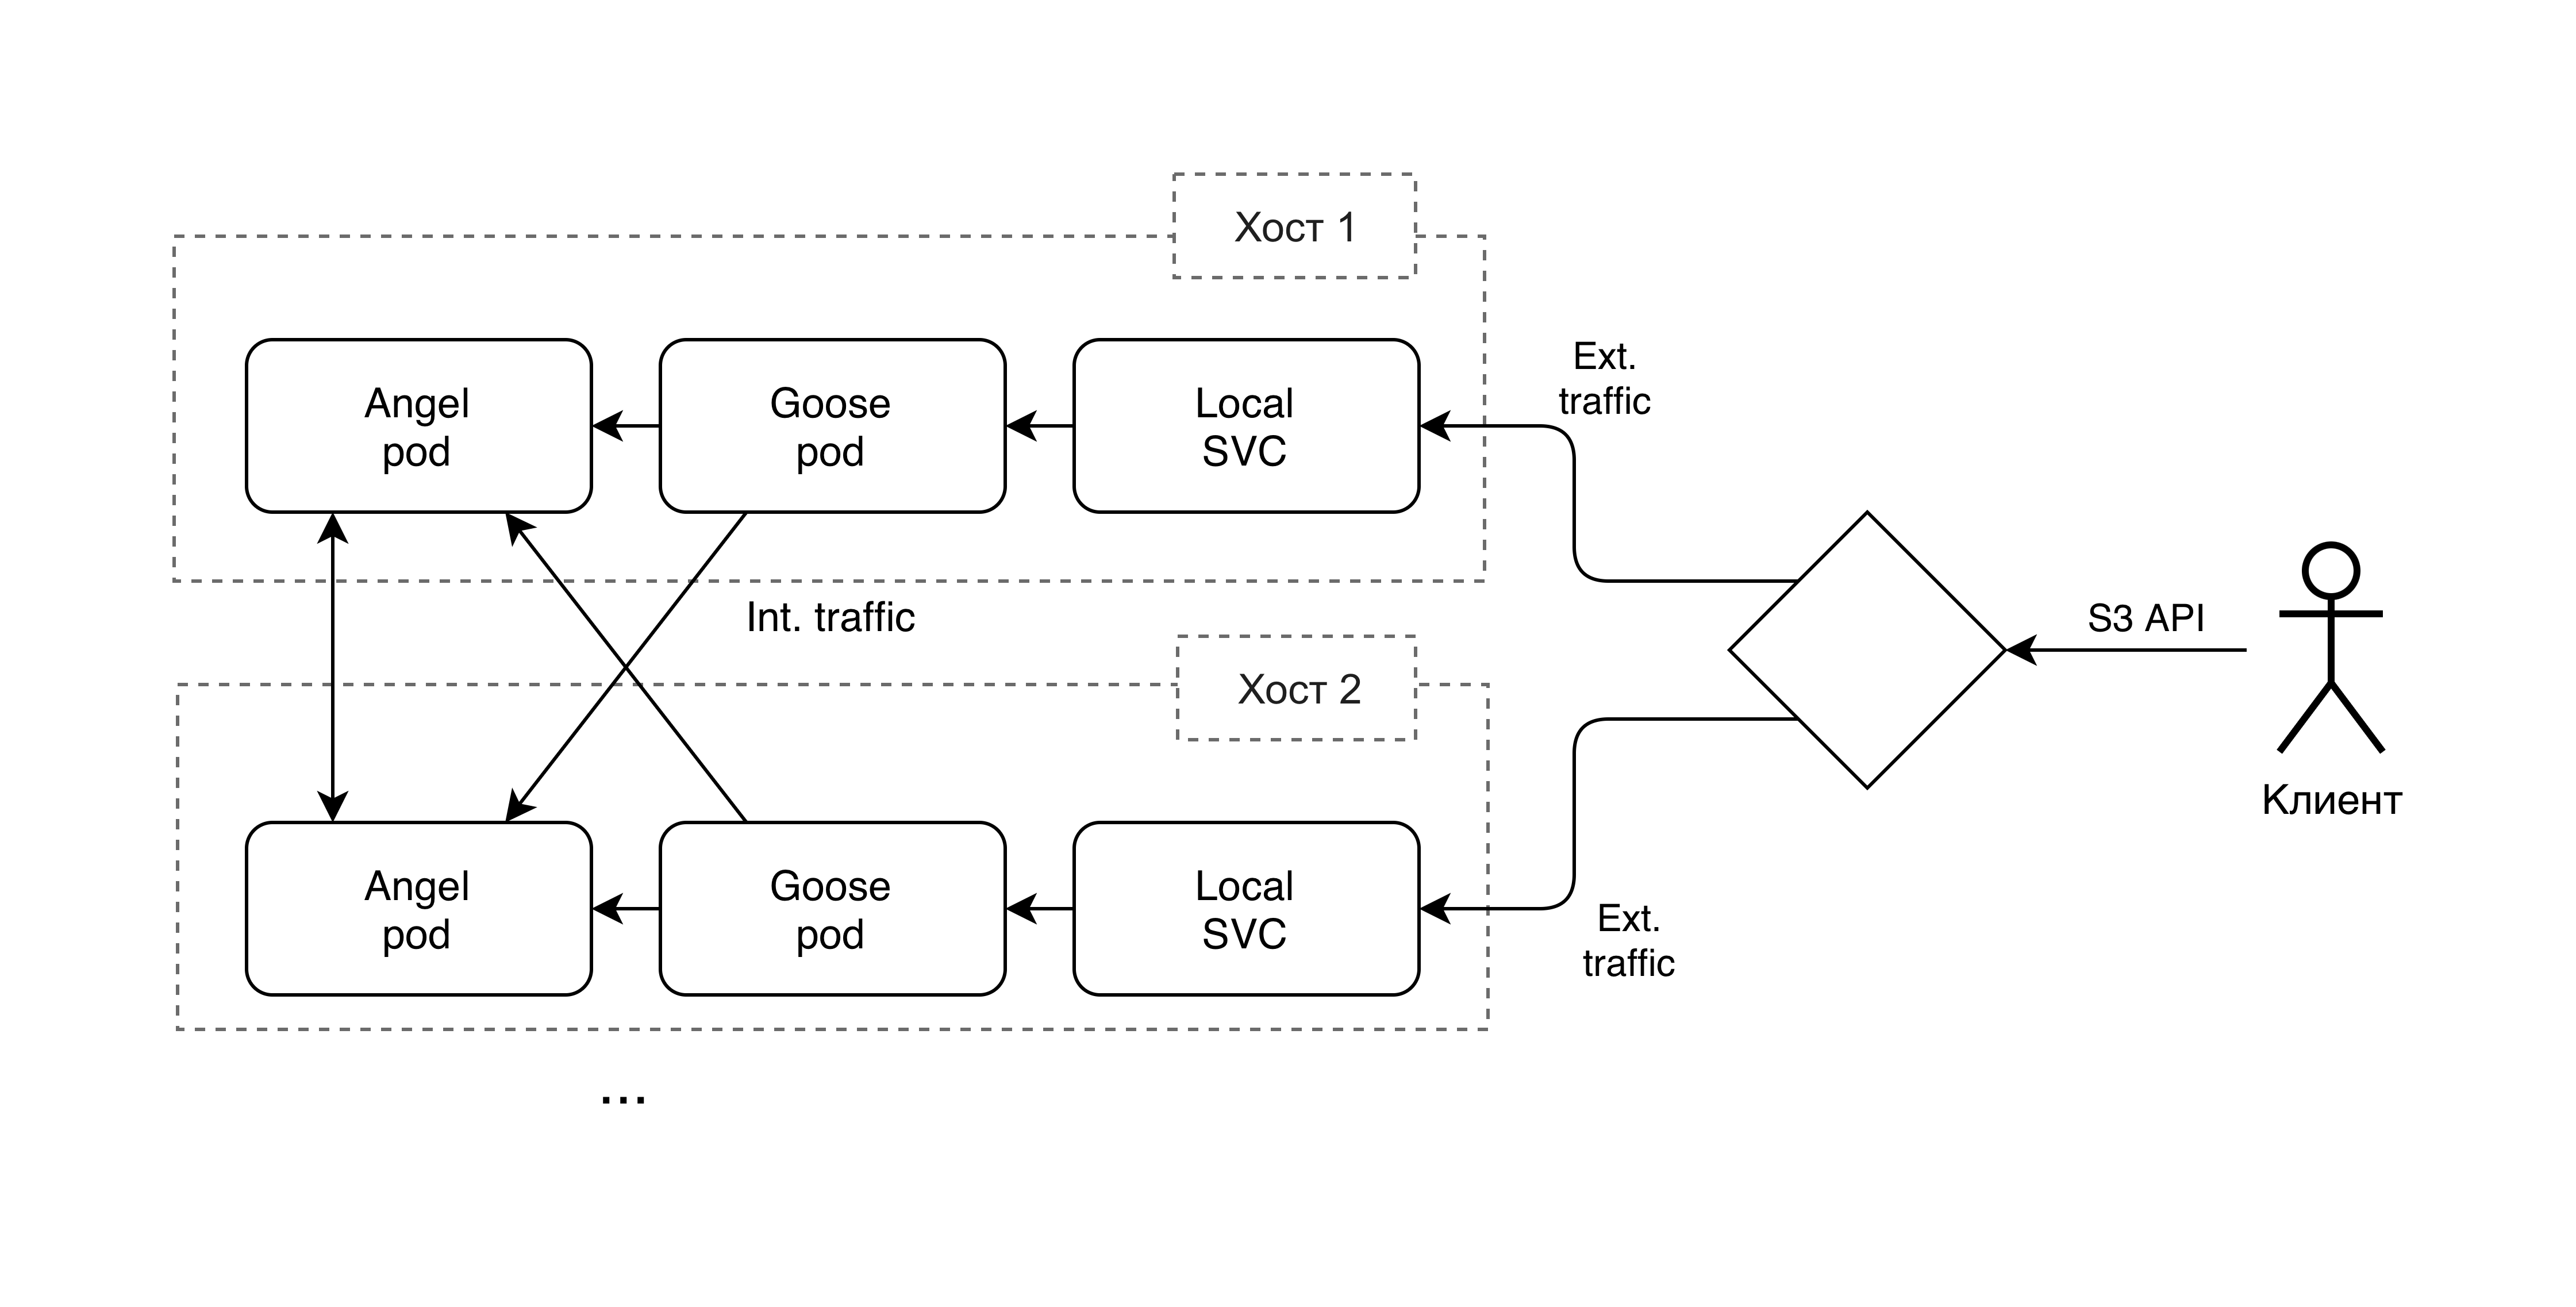 Хост 1
Angel
pod
Goose
pod
Local
SVC
Ext.
traffic
S3 API
Клиент
Int. traffic
Хост 2
Angel
pod
Goose
pod
Local
SVC
Ext.
traffic
...